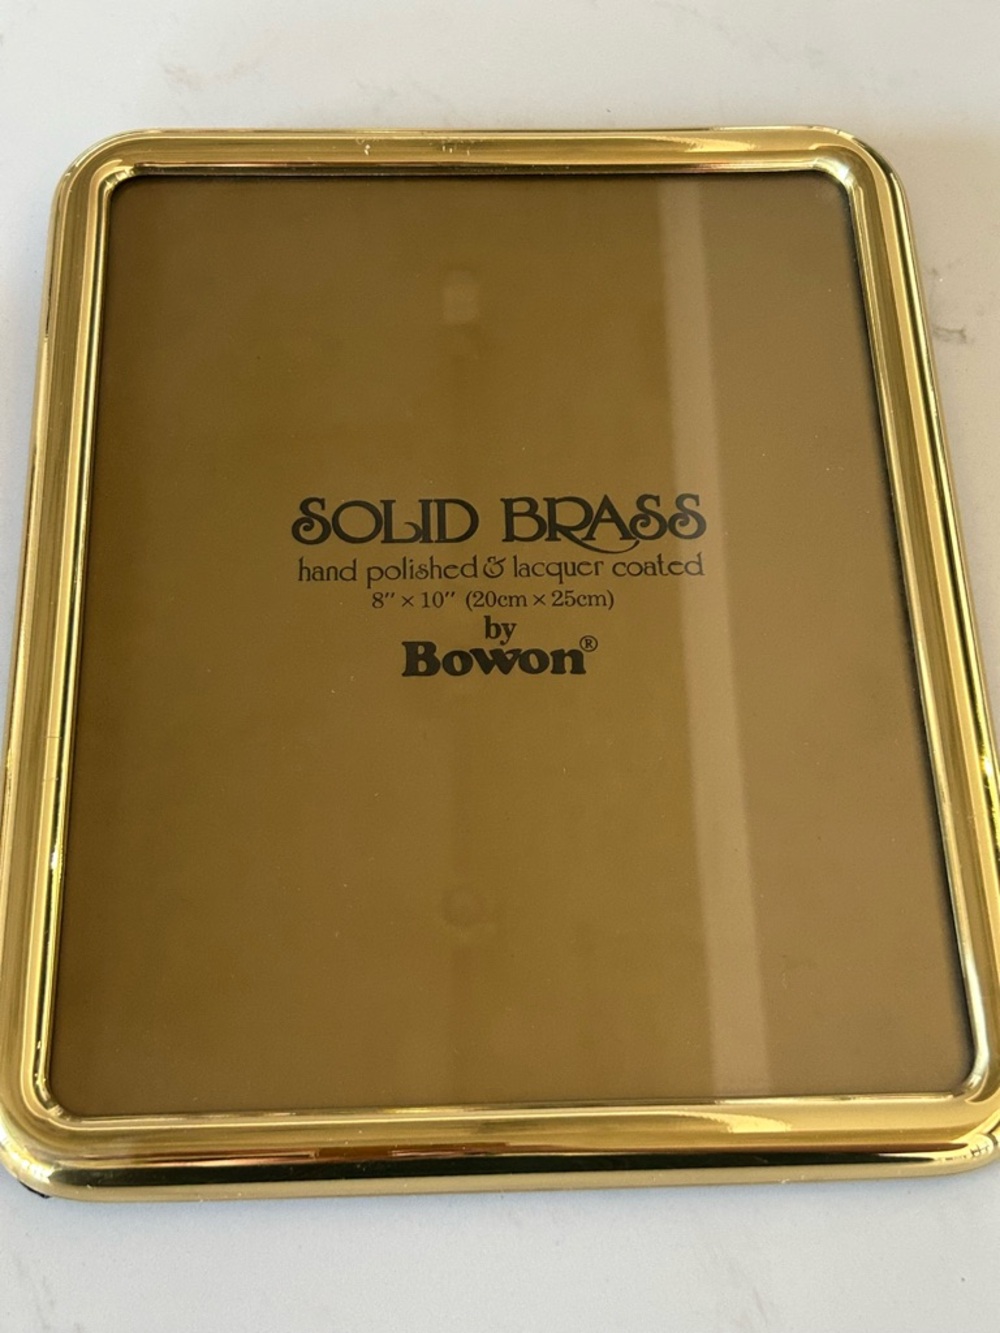 SOLID BRASS
hand polished & lacquer coated
8" × 10" (20cm × 25cm)
by
Bowon®